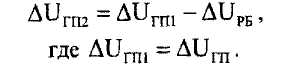 ΔU_ГП2 = ΔU_ГП1 − ΔU_РБ ,
где ΔU_ГП1 = ΔU_ГП .